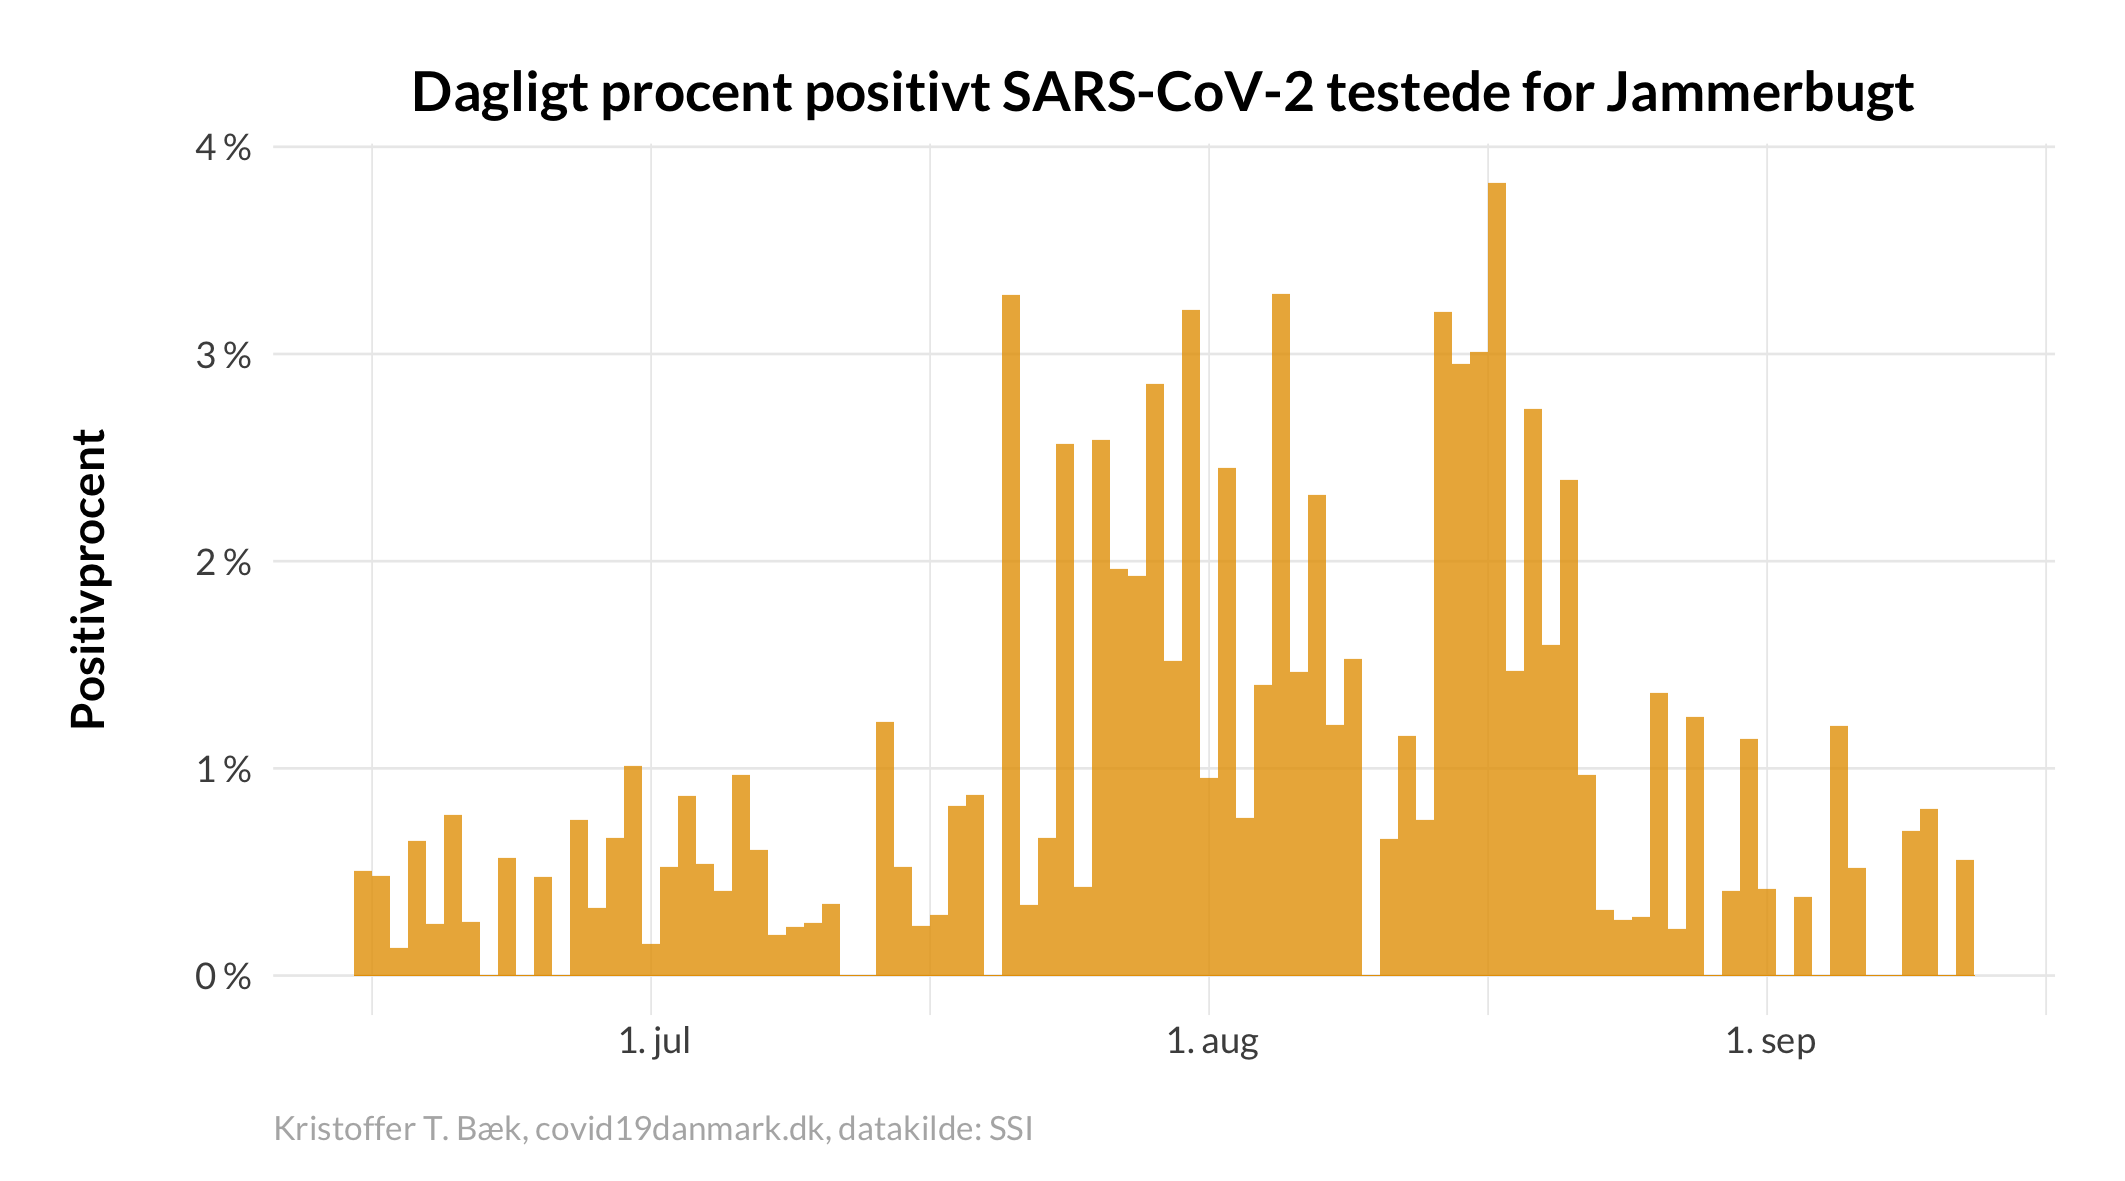 Dagligt procent positivt SARS-CoV-2 testede for Jammerbugt
Positivprocent
4 %
3 %
2 %
1 %
0 %
1. jul
1. aug
1. sep
Kristoffer T. Bæk, covid19danmark.dk, datakilde: SSI